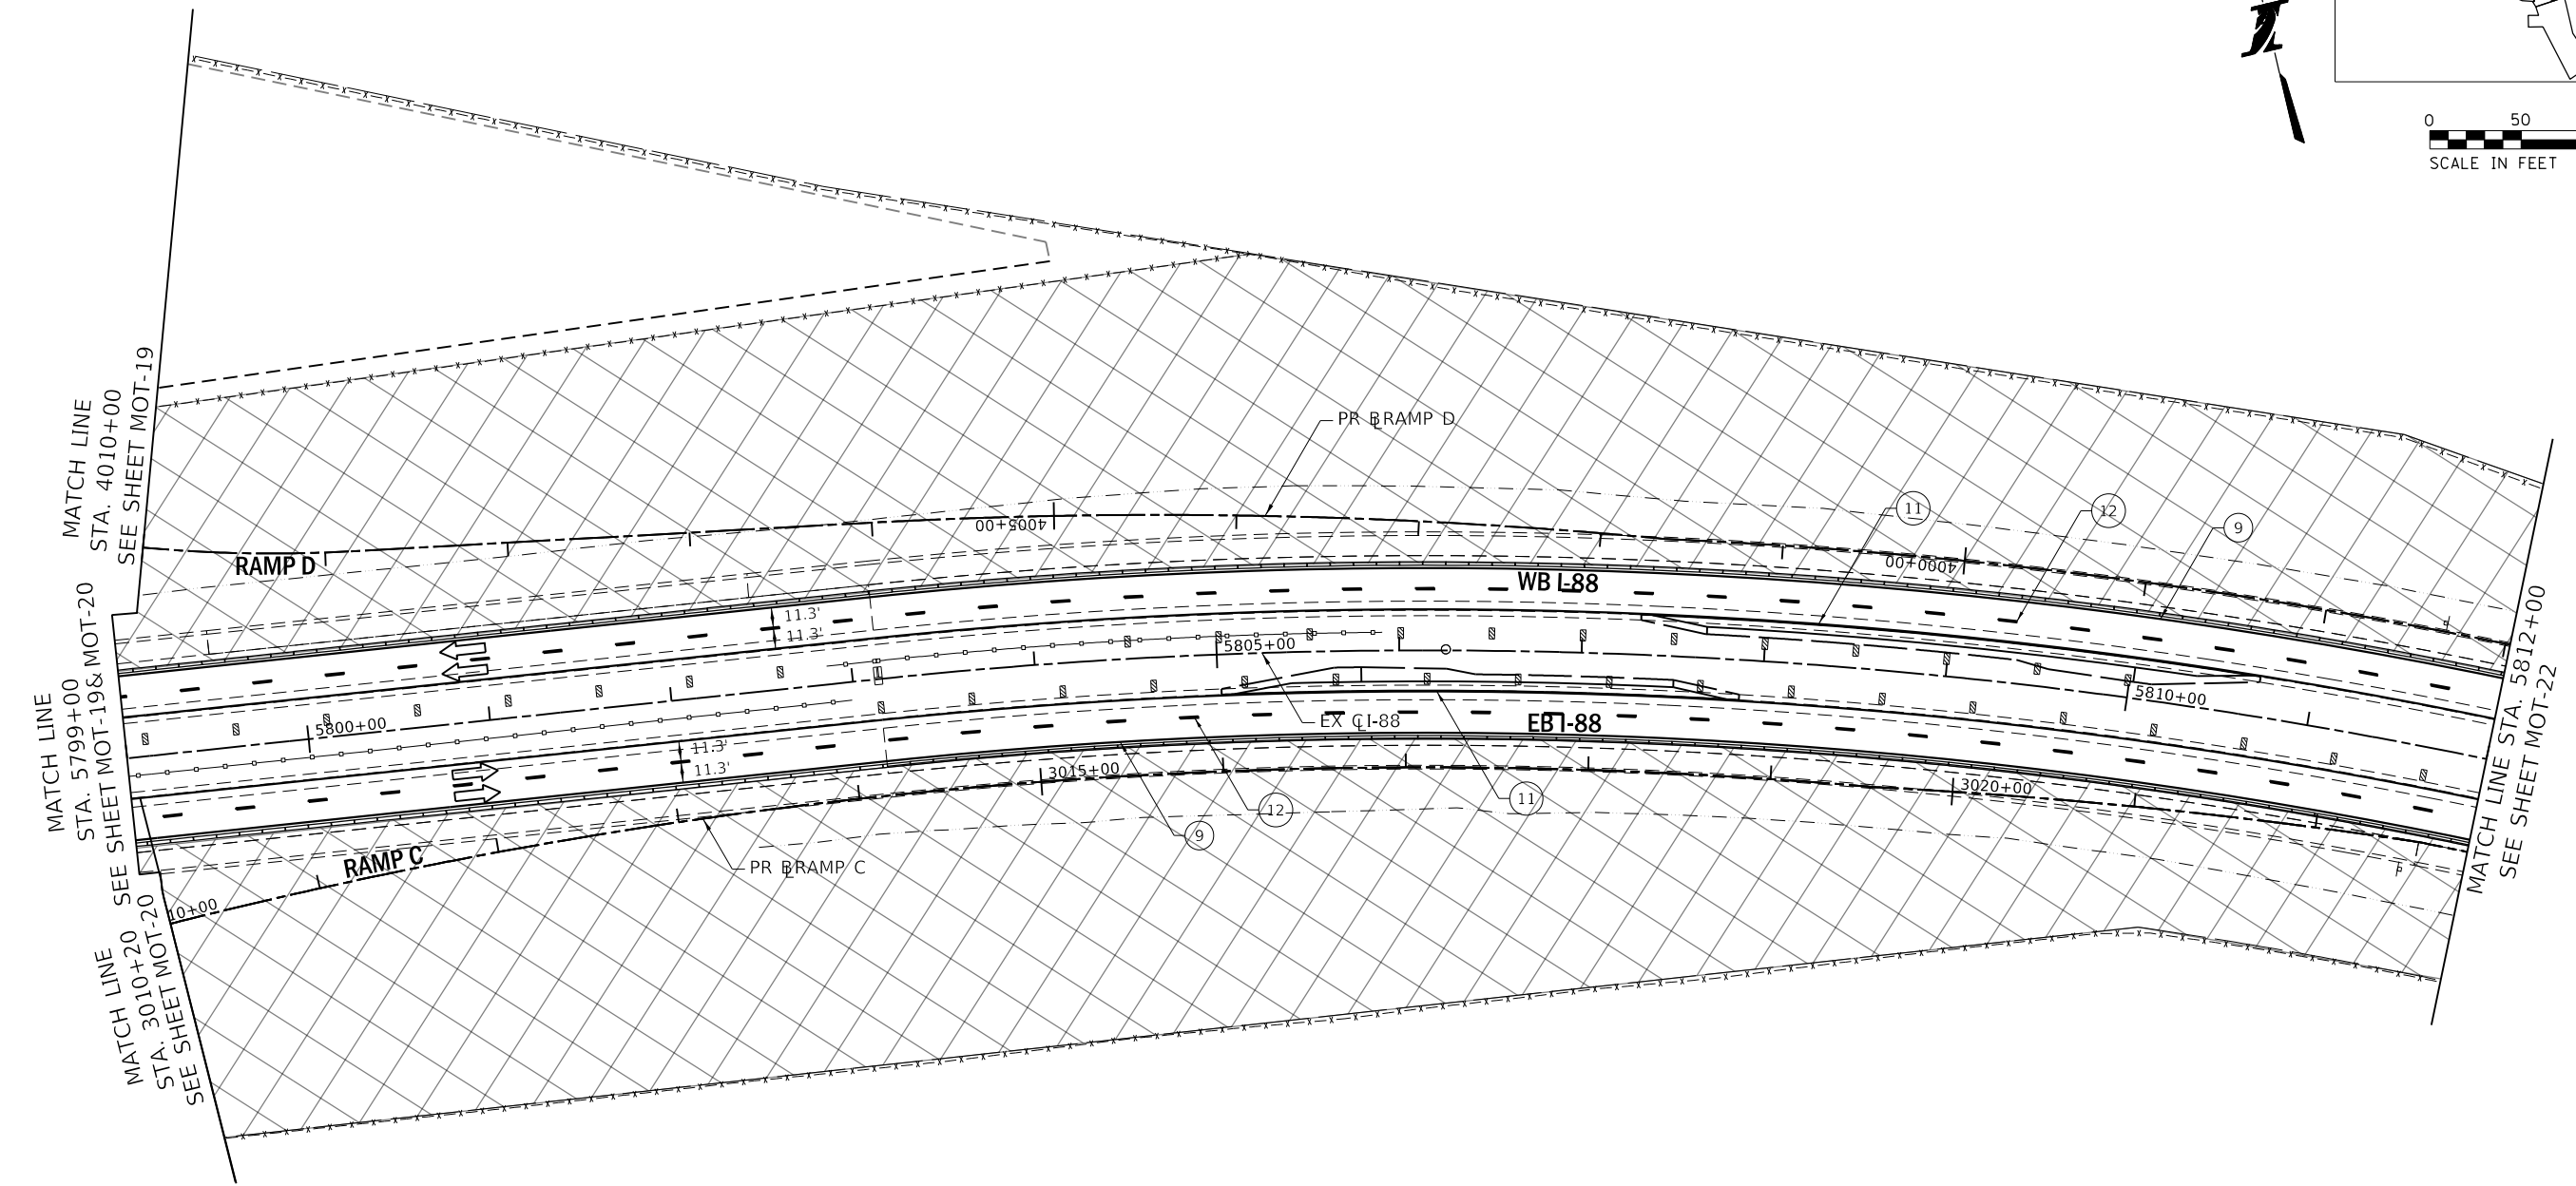 0 50
SCALE IN FEET
MATCH LINE
STA. 4010+00
SEE SHEET MOT-19
PR BL RAMP D
11
12
9
4005+00
4000+00
RAMP D
WB I-88
11.3'
11.3'
MATCH LINE
STA. 5799+00
SEE SHEET MOT-19& MOT-20
5800+00
5805+00
5810+00
EX CL I-88
EB I-88
11.3'
11.3'
3015+00
3020+00
12
11
9
RAMP C
PR BL RAMP C
10+00
MATCH LINE
STA. 3010+20
SEE SHEET MOT-20
MATCH LINE STA. 5812+00
SEE SHEET MOT-22